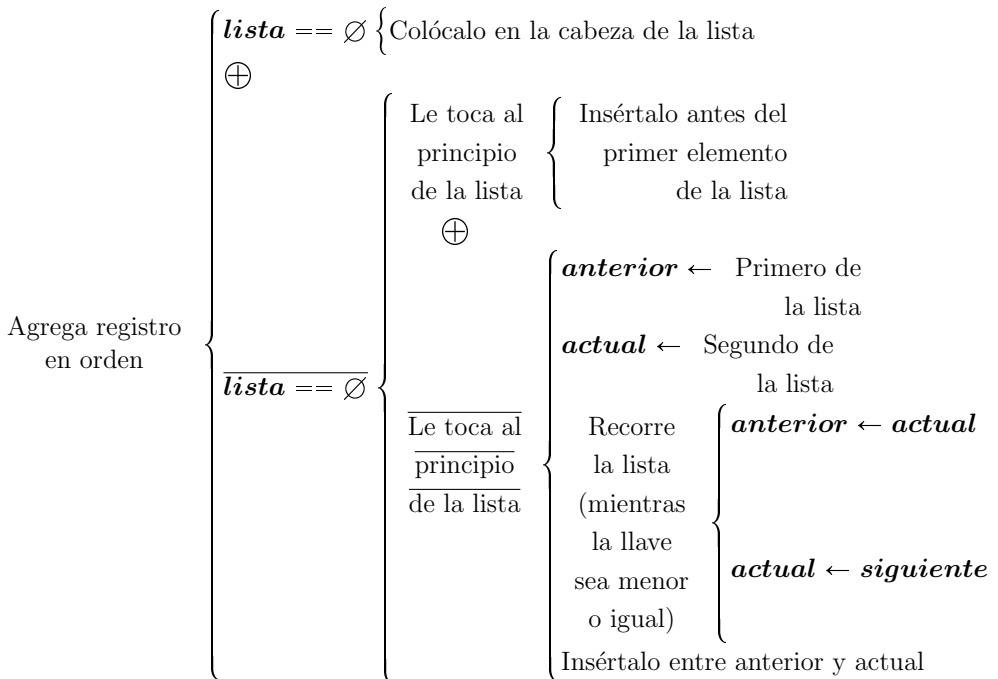 lista == ∅ {Colócalo en la cabeza de la lista
⊕
Le toca al
principio
de la lista
Insértalo antes del
primer elemento
de la lista
⊕
Agrega registro
en orden
lista == ∅
Le toca al
principio
de la lista
anterior ← Primero de
la lista
actual ← Segundo de
la lista
Recorre
la lista
(mientras
la llave
sea menor
o igual)
anterior ← actual
actual ← siguiente
Insértalo entre anterior y actual